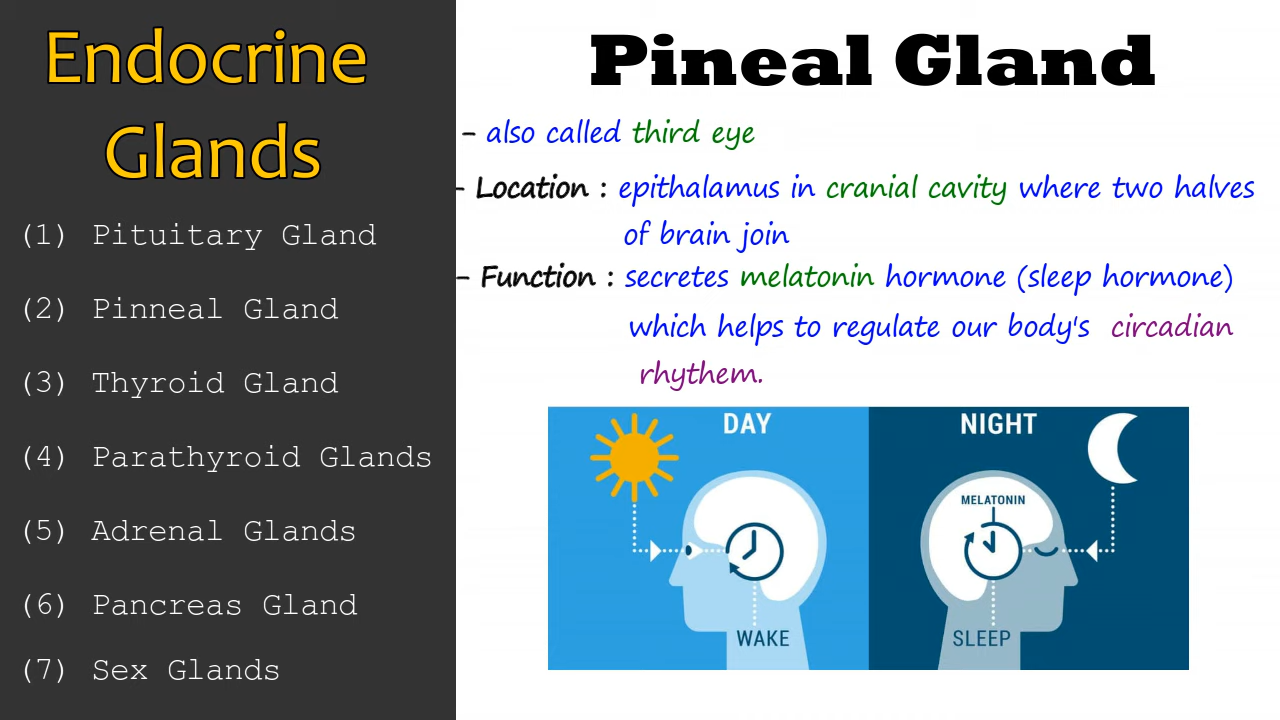 Endocrine
Glands
(1) Pituitary Gland
(2) Pinneal Gland
(3) Thyroid Gland
(4) Parathyroid Glands
(5) Adrenal Glands
(6) Pancreas Gland
(7) Sex Glands
Pineal Gland
- also called third eye
- Location : epithalamus in cranial cavity where two halves
of brain join
- Function : secretes melatonin hormone (sleep hormone)
which helps to regulate our body's circadian
rhythem.
DAY
WAKE
NIGHT
MELATONIN
SLEEP